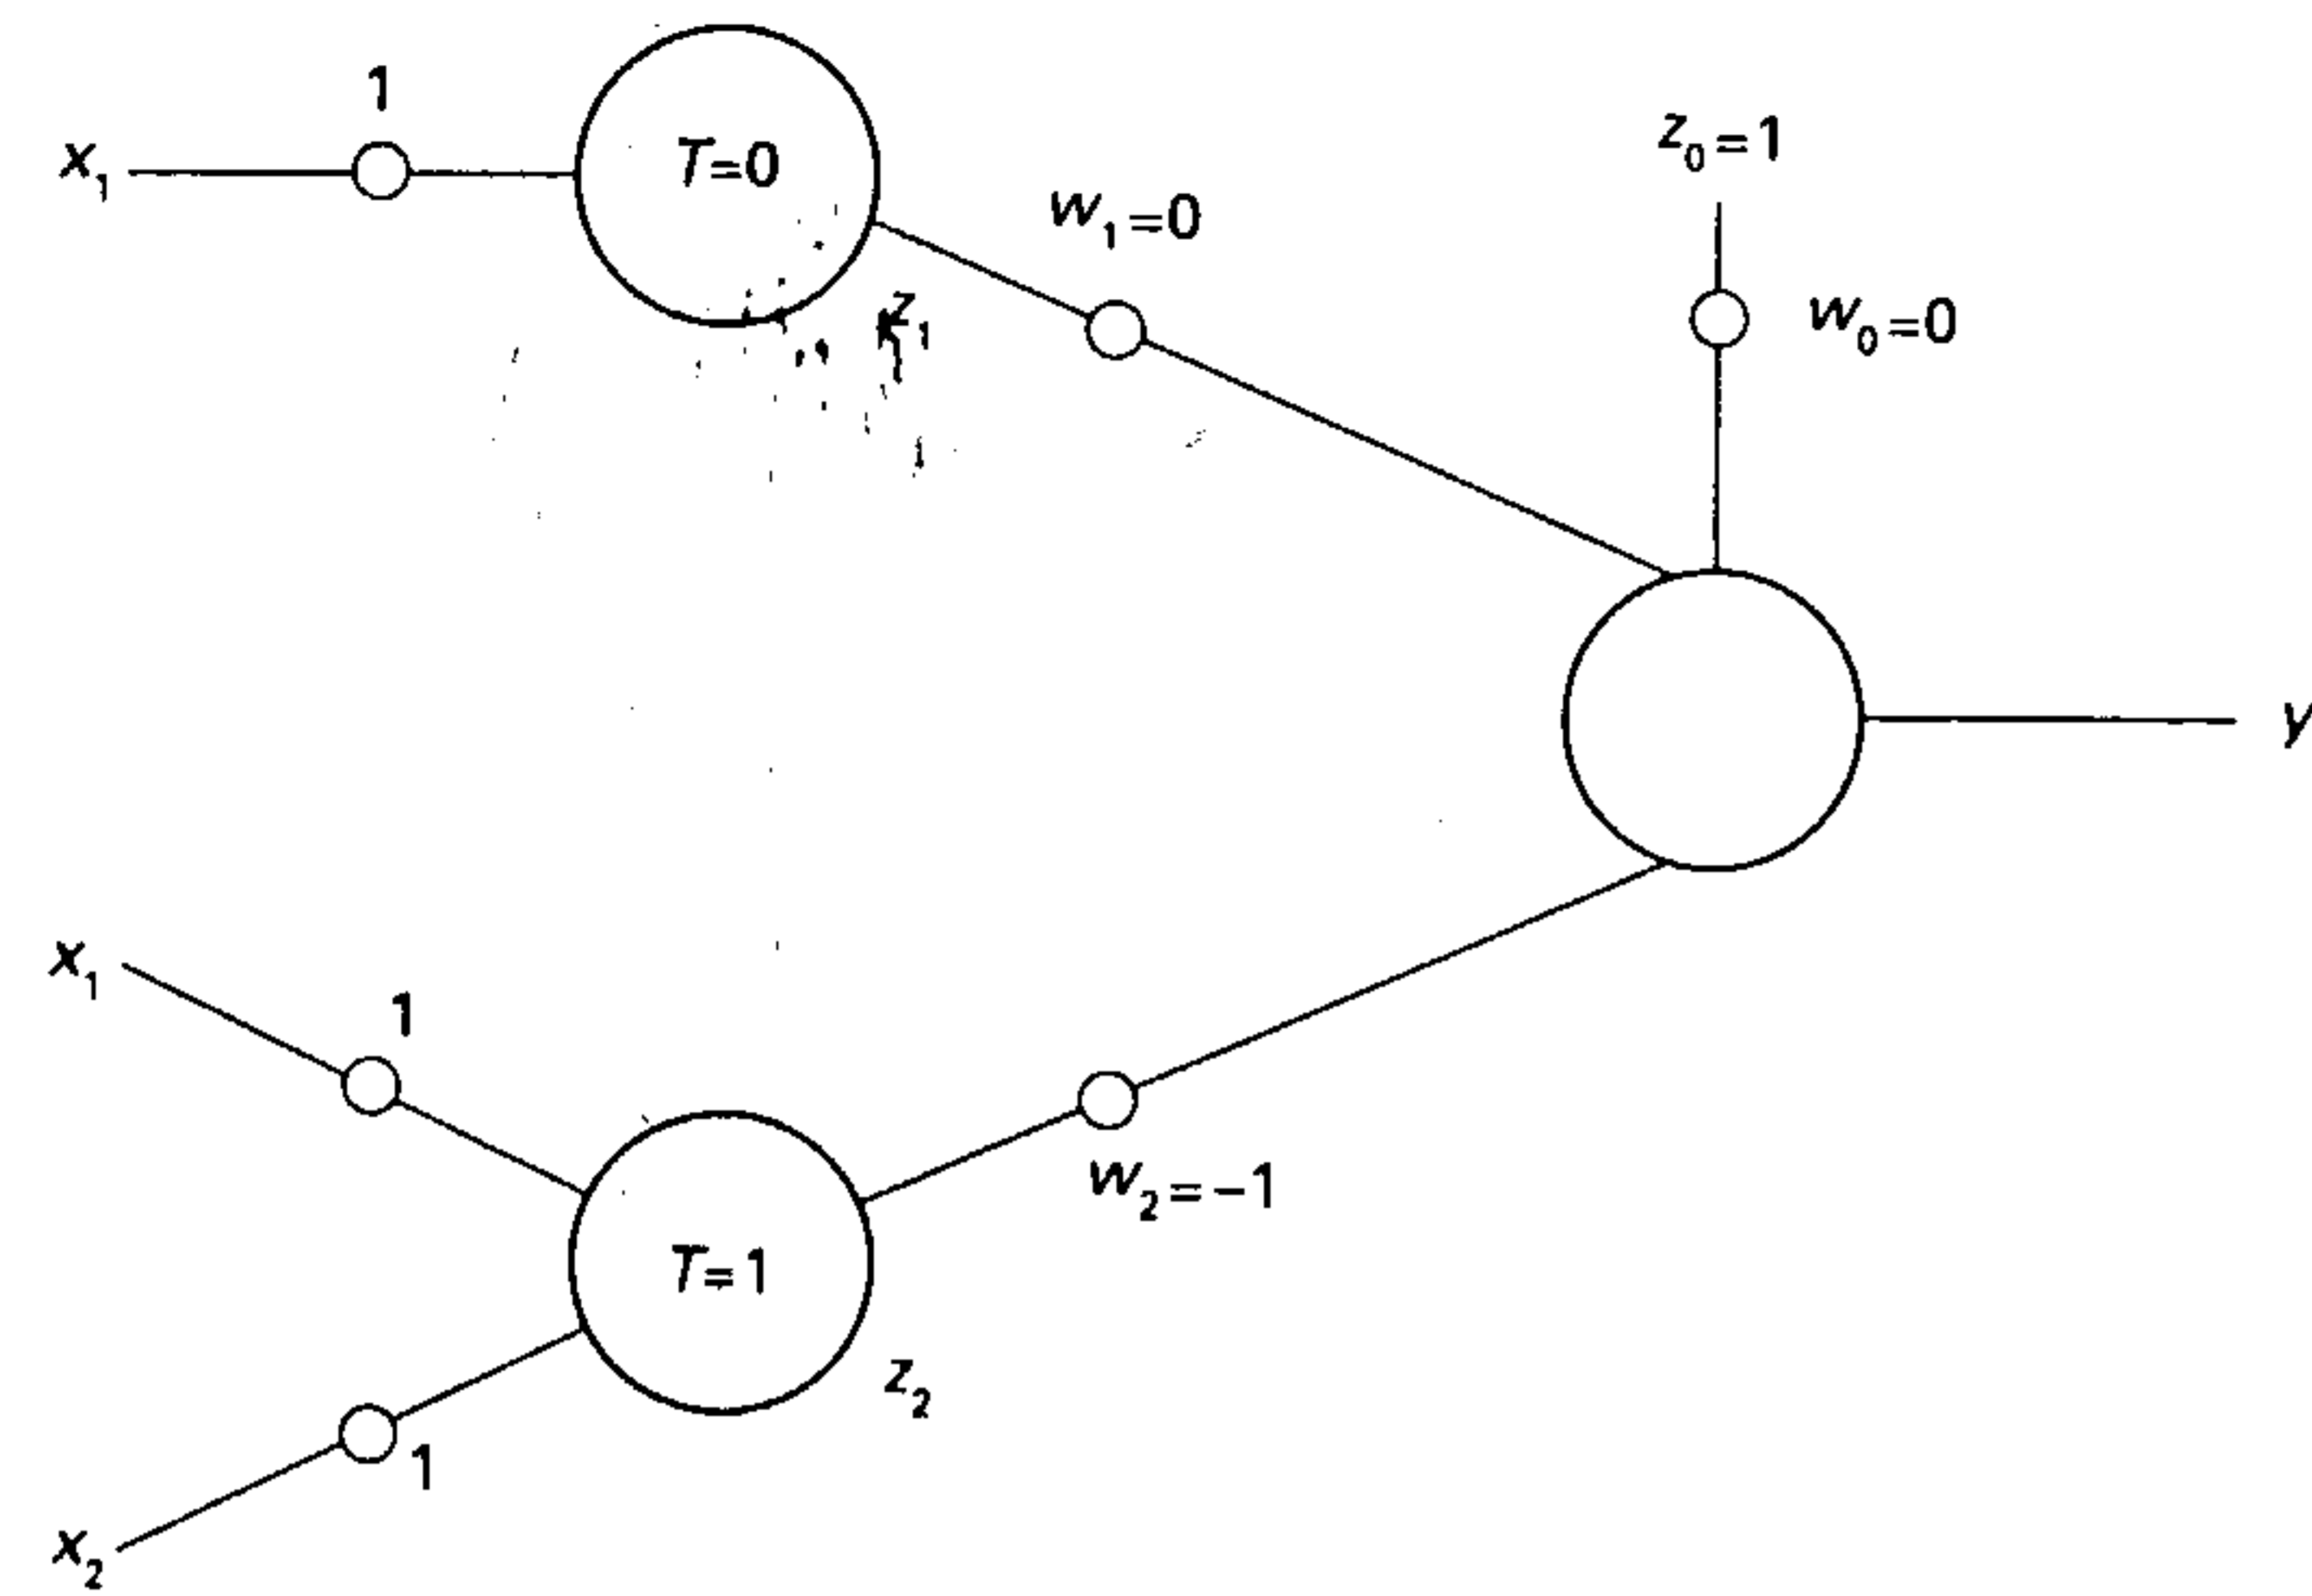 1
x₁
T=0
z₀=1
w₁=0
z₁
w₀=0
y
x₁
1
w₂=−1
T=1
z₂
1
x₂